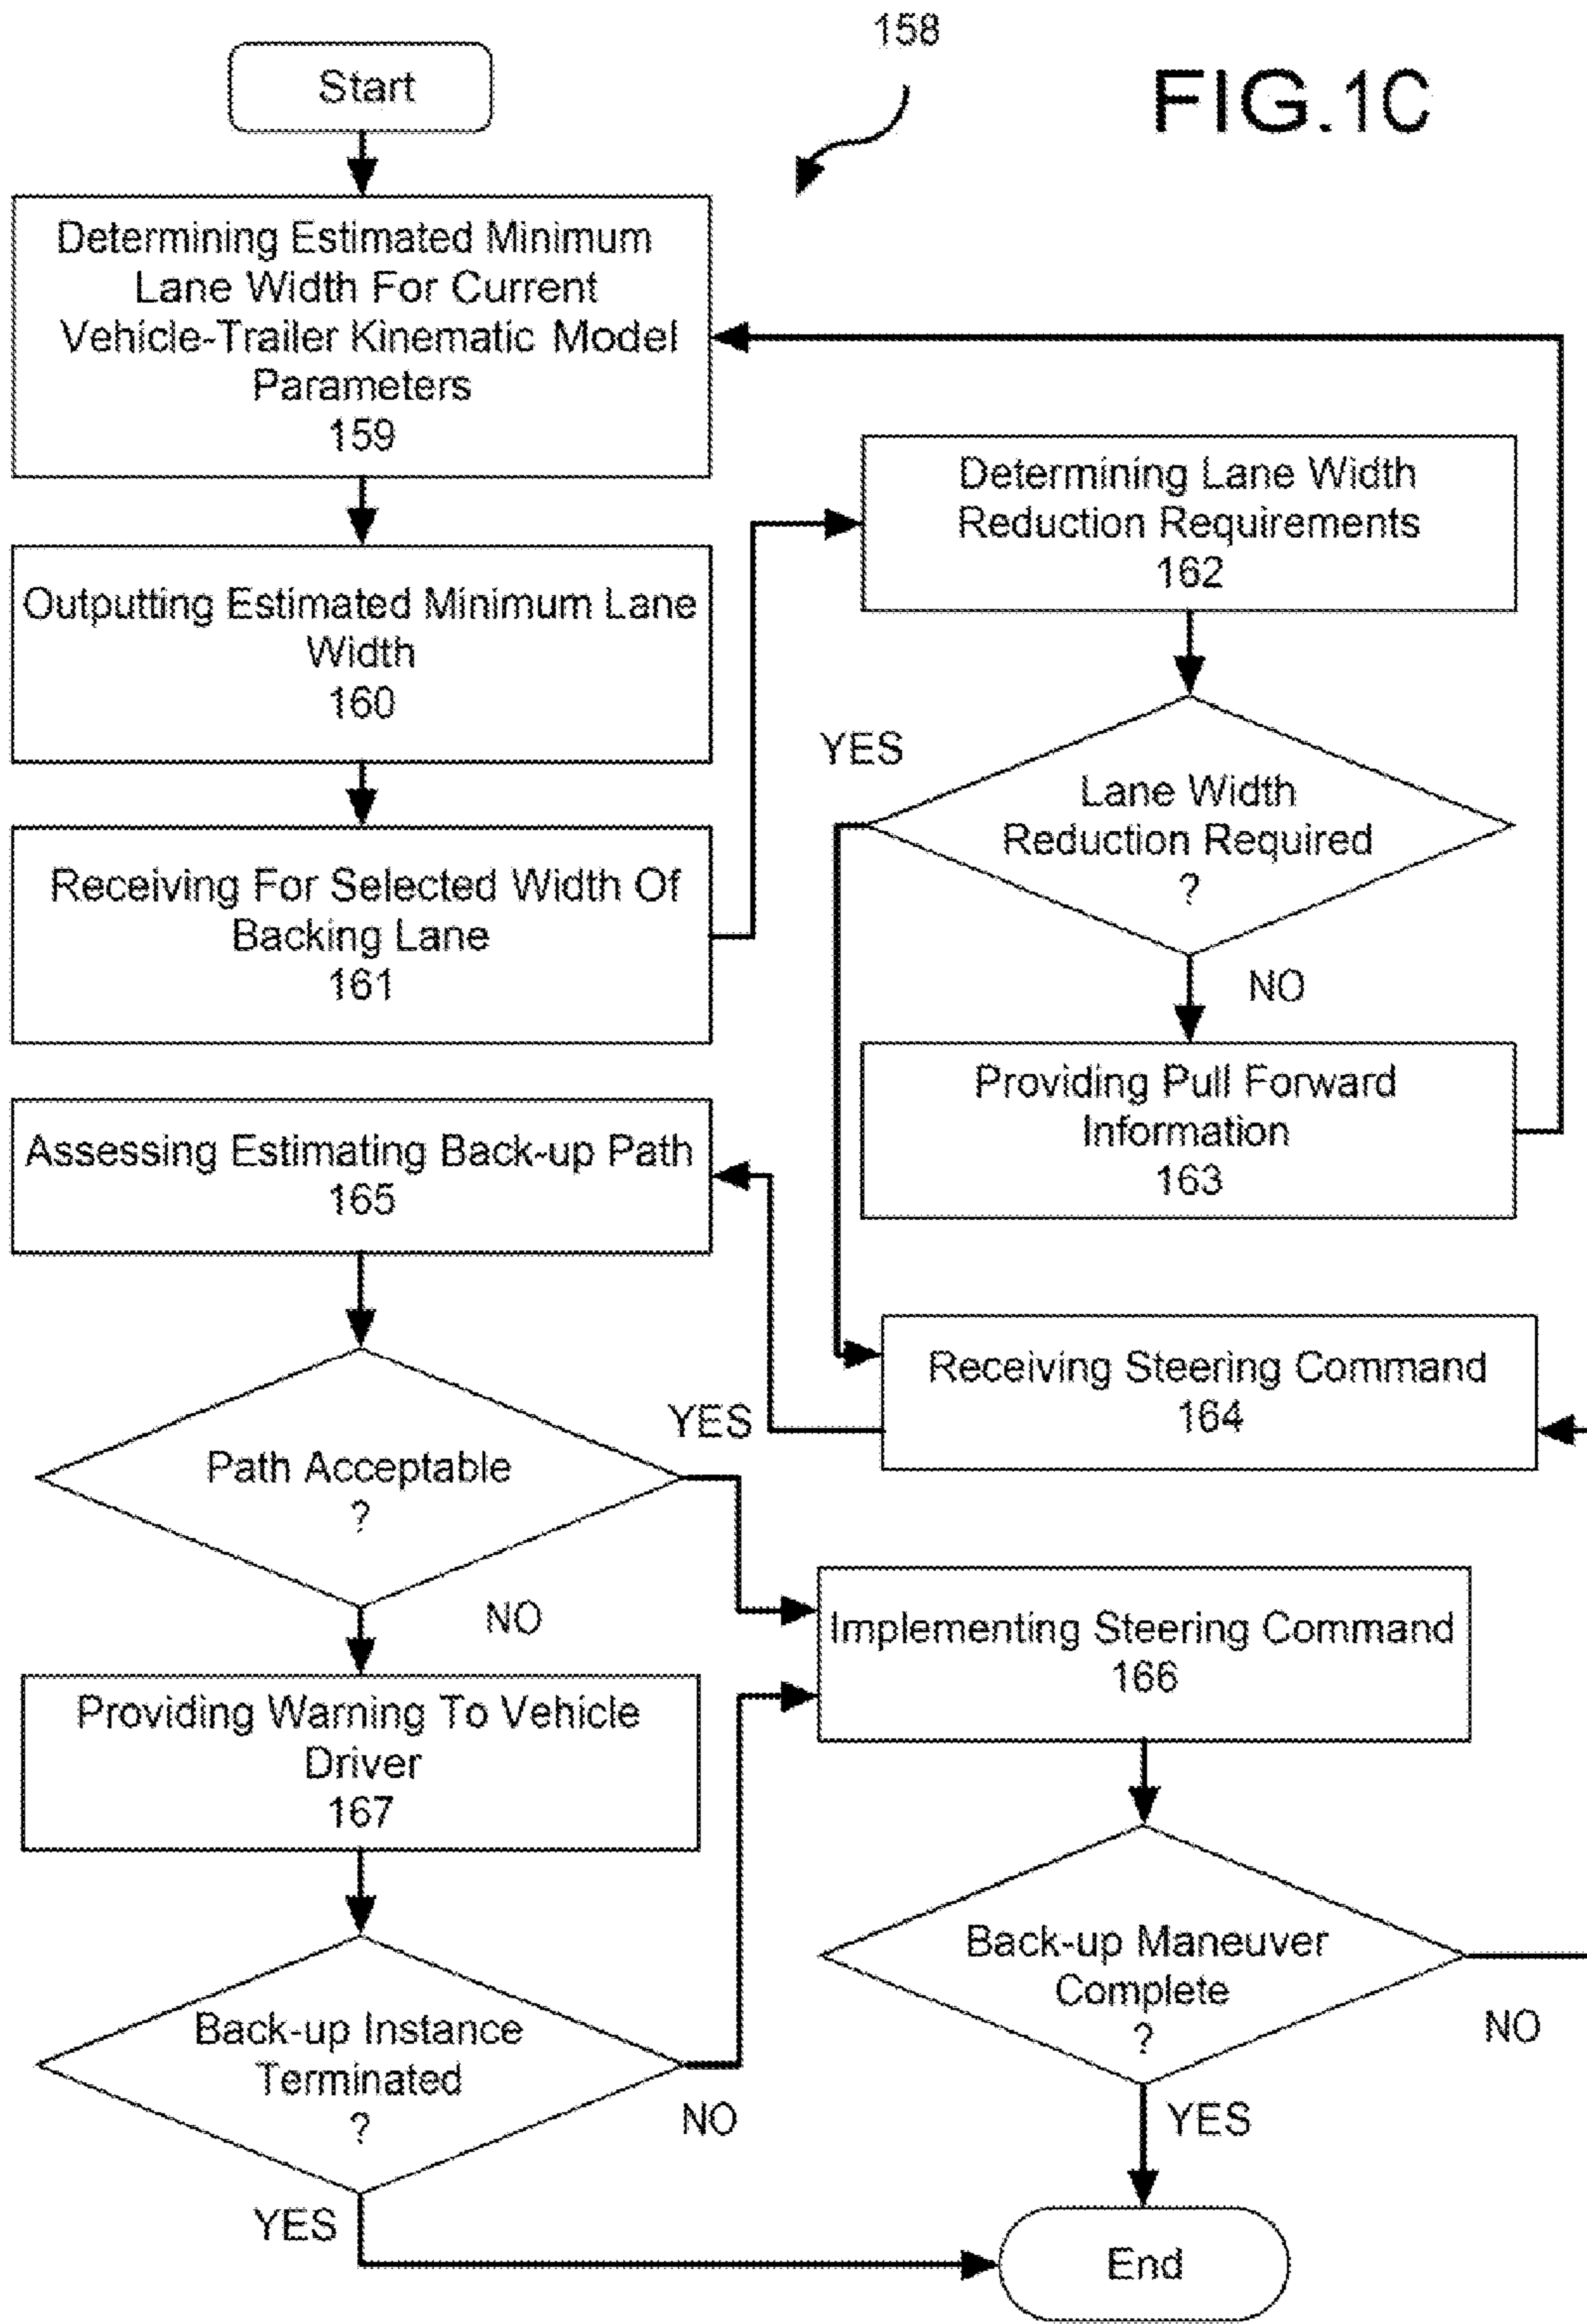 158
FIG.1C
Start
Determining Estimated Minimum
Lane Width For Current
Vehicle-Trailer Kinematic Model
Parameters
159
Outputting Estimated Minimum Lane
Width
160
Receiving For Selected Width Of
Backing Lane
161
Determining Lane Width
Reduction Requirements
162
YES
Lane Width
Reduction Required
?
NO
Providing Pull Forward
Information
163
Receiving Steering Command
164
Assessing Estimating Back-up Path
165
YES
Path Acceptable
?
NO
Implementing Steering Command
166
Providing Warning To Vehicle
Driver
167
Back-up Instance
Terminated
?
NO
YES
Back-up Maneuver
Complete
?
NO
YES
End